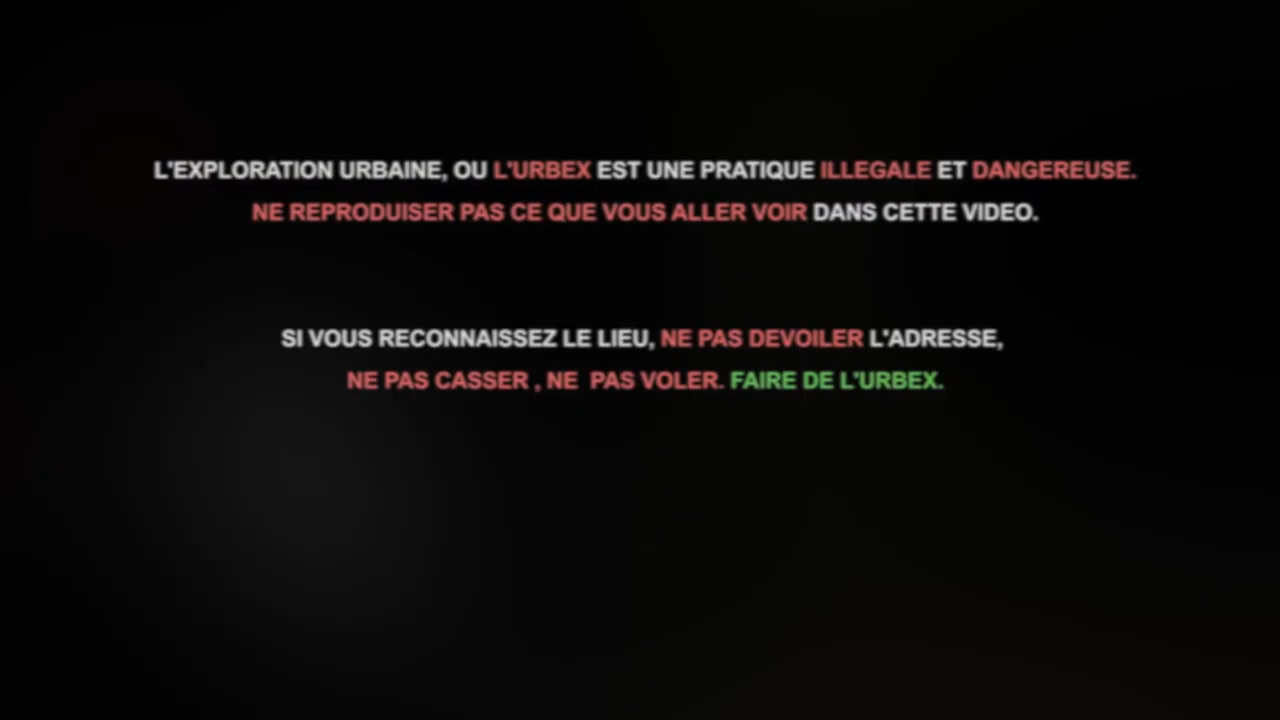 L'EXPLORATION URBAINE, OU L'URBEX EST UNE PRATIQUE ILLEGALE ET DANGEREUSE.
NE REPRODUISER PAS CE QUE VOUS ALLER VOIR DANS CETTE VIDEO.
SI VOUS RECONNAISSEZ LE LIEU, NE PAS DEVOILER L'ADRESSE,
NE PAS CASSER , NE  PAS VOLER. FAIRE DE L'URBEX.